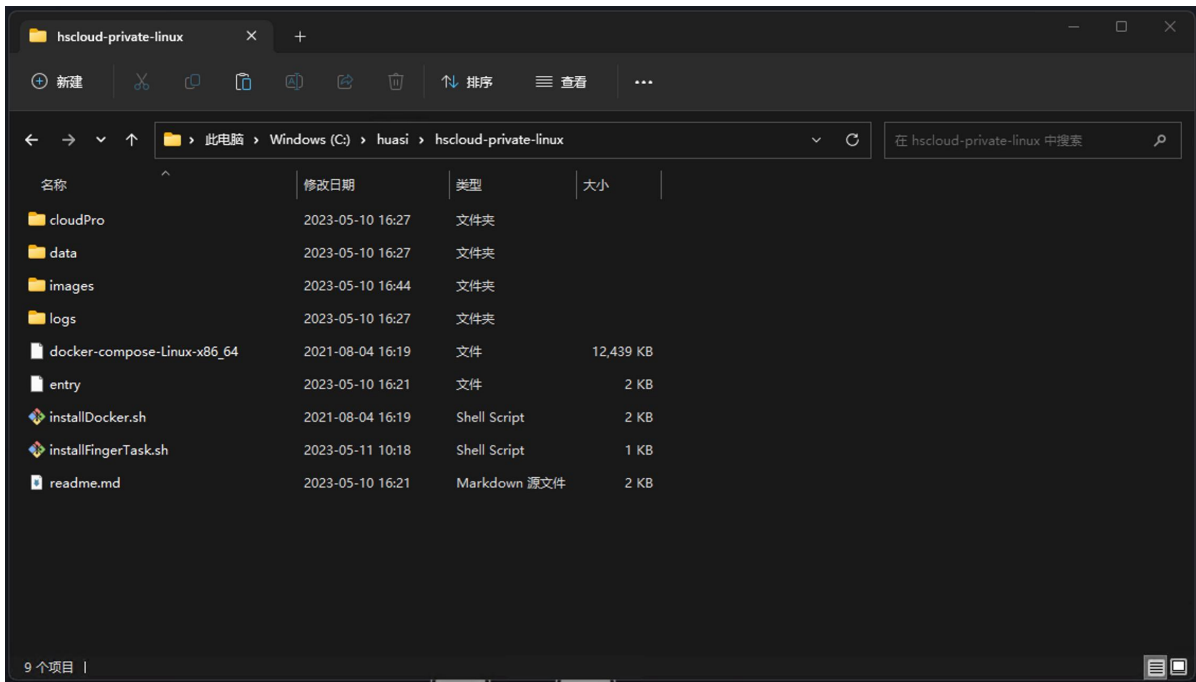 hscloud-private-linux
新建 排序 查看
此电脑 Windows (C:) huasi hscloud-private-linux 在 hscloud-private-linux 中搜索
名称 修改日期 类型 大小
cloudPro 2023-05-10 16:27 文件夹
data 2023-05-10 16:27 文件夹
images 2023-05-10 16:44 文件夹
logs 2023-05-10 16:27 文件夹
docker-compose-Linux-x86_64 2021-08-04 16:19 文件 12,439 KB
entry 2023-05-10 16:21 文件 2 KB
installDocker.sh 2021-08-04 16:19 Shell Script 2 KB
installFingerTask.sh 2023-05-11 10:18 Shell Script 1 KB
readme.md 2023-05-10 16:21 Markdown 源文件 2 KB
9 个项目